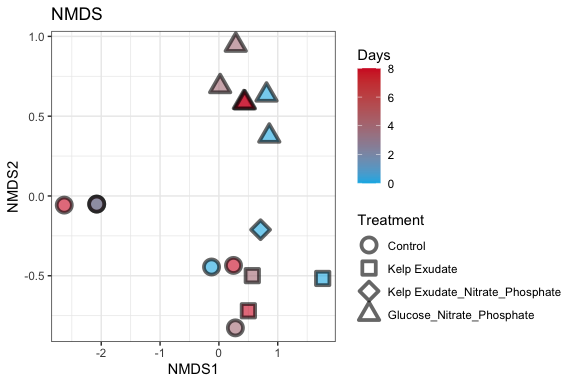 NMDS
1.0
0.5
0.0
-0.5
NMDS2
-2
-1
0
1
NMDS1
Days
8
6
4
2
0
Treatment
Control
Kelp Exudate
Kelp Exudate_Nitrate_Phosphate
Glucose_Nitrate_Phosphate